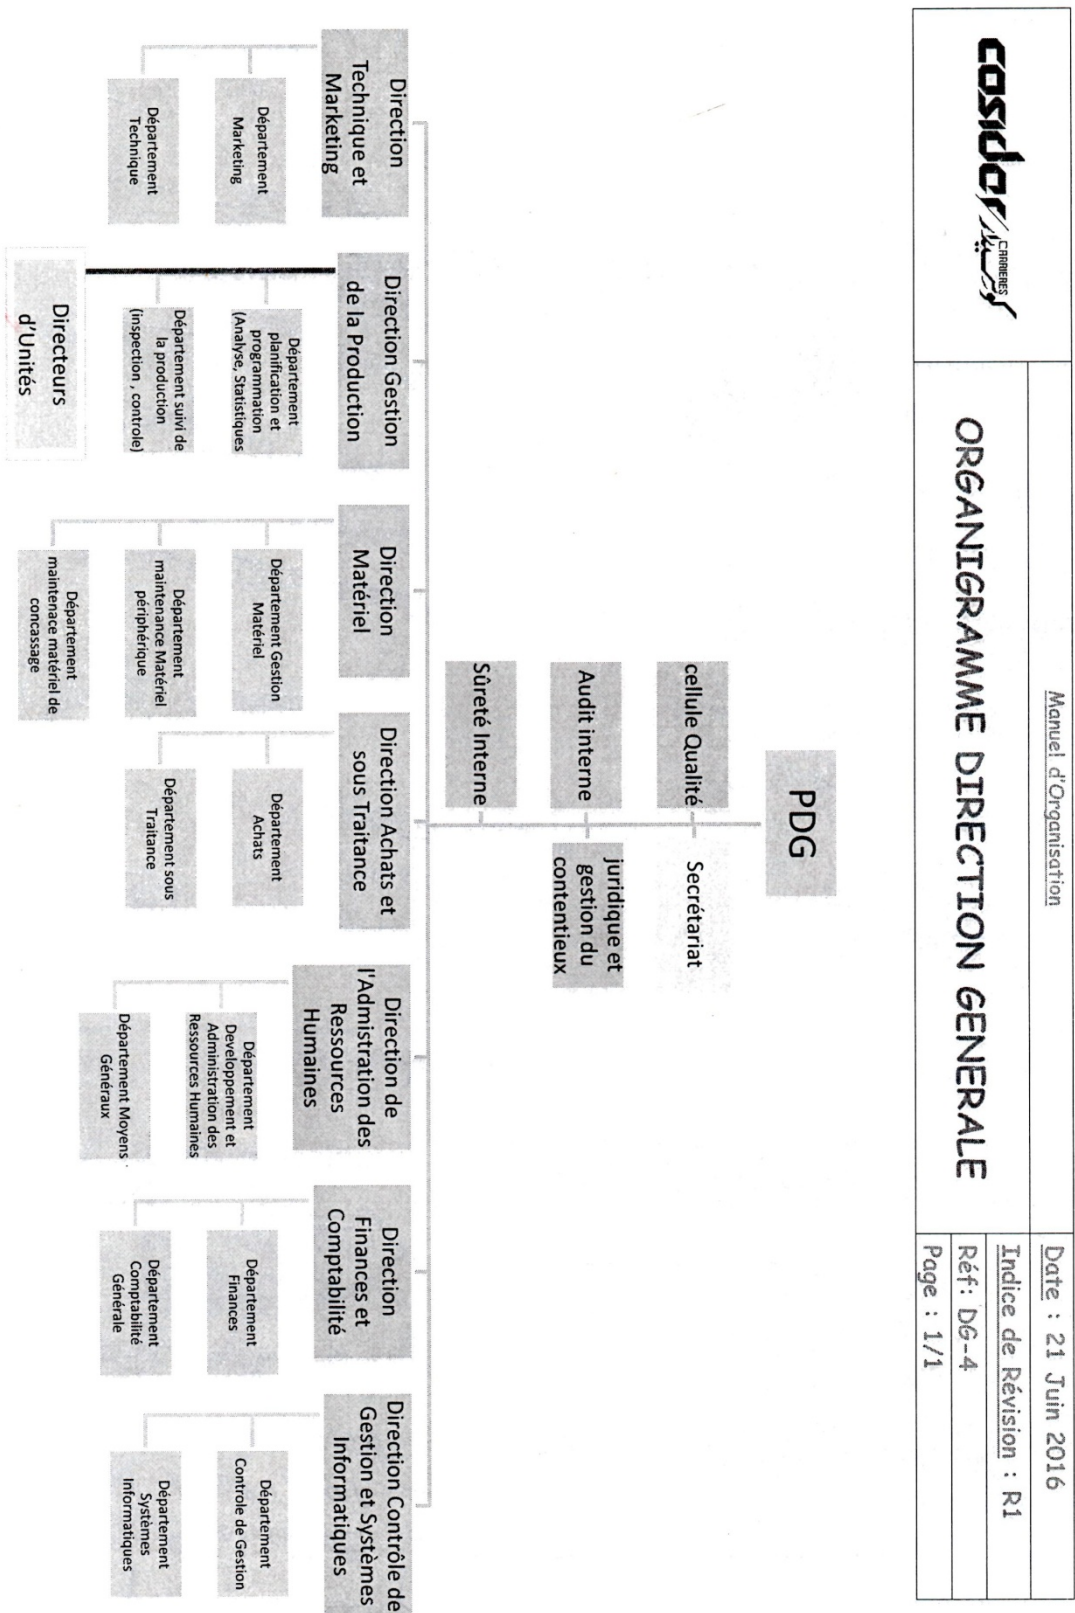 cosider
CARRIERES
كوسيدار
Manuel d'Organisation
ORGANIGRAMME DIRECTION GENERALE
Date : 21 Juin 2016
Indice de Révision : R1
Réf: DG-4
Page : 1/1
PDG
cellule Qualité
Secrétariat
Audit interne
juridique et
gestion du
contentieux
Sûreté Interne
Direction
Technique et
Marketing
Département
Marketing
Département
Technique
Direction Gestion
de la Production
Département
planification et
programmation
(Analyse, Statistiques
Département suivi de
la production
(inspection , controle)
Directeurs
d'Unités
Direction
Matériel
Département Gestion
Matériel
Département
maintenance Matériel
périphérique
Département
maintenace matériel de
concassage
Direction Achats et
sous Traitance
Département
Achats
Département sous
Traitance
Direction de
l'Admistration des
Ressources
Humaines
Département
Developpement et
Administration des
Ressources Humaines
Département Moyens
Généraux
Direction
Finances et
Comptabilité
Département
Finances
Département
Comptabilité
Générale
Direction Contrôle de
Gestion et Systèmes
Informatiques
Département
Controle de Gestion
Département
Systèmes
Informatiques